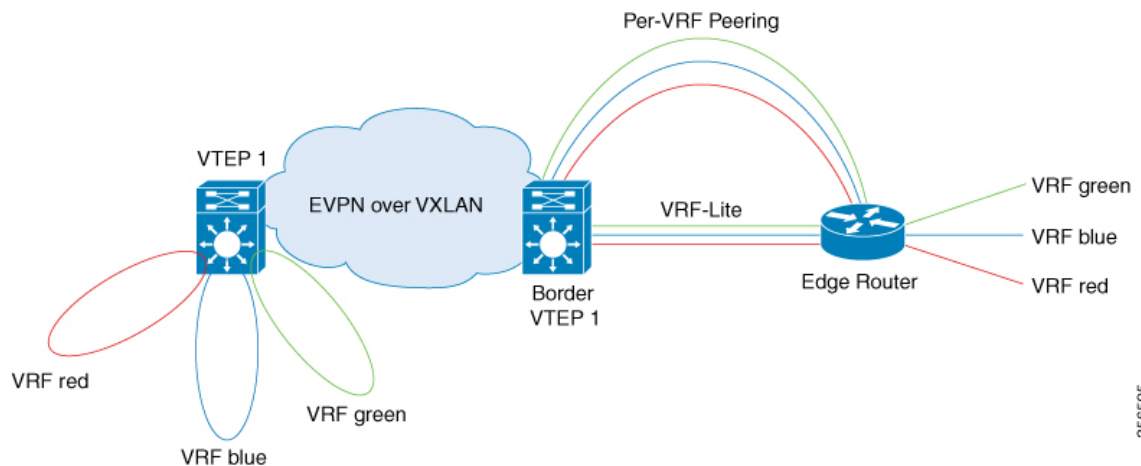 Per-VRF Peering
VTEP 1
EVPN over VXLAN
VRF-Lite
VRF green
VRF blue
VRF red
Edge Router
Border
VTEP 1
VRF red
VRF green
VRF blue